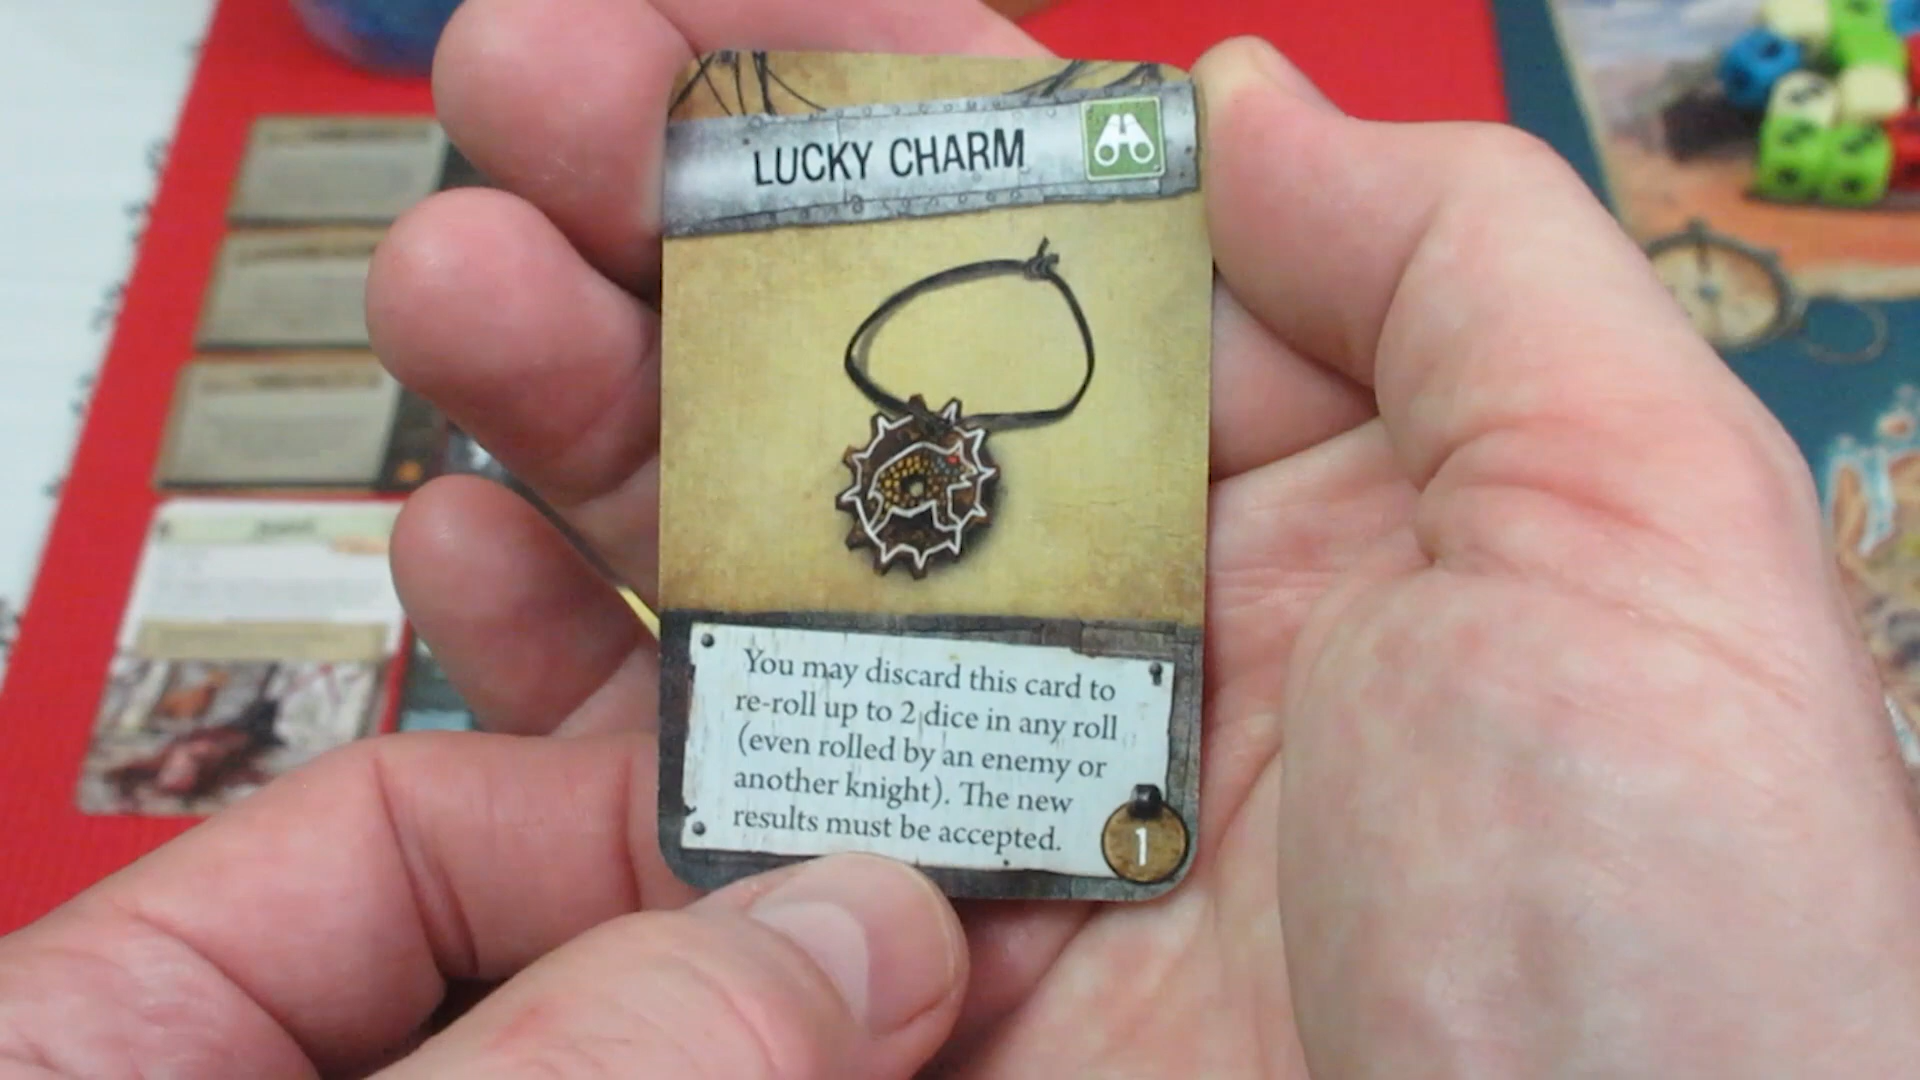 LUCKY CHARM
You may discard this card to
re-roll up to 2 dice in any roll
(even rolled by an enemy or
another knight). The new
results must be accepted.
1